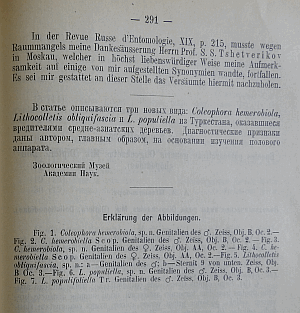 — 291 —
In der Revue Russe d'Entomologie, XIX, p. 215, musste wegen
Raummangels meine Danksäusserung Herrn Prof. S. S. Tshetverikov
in Moskau, welcher in höchst liebenswürdiger Weise meine Aufmerk-
samkeit auf einige von mir aufgestellten Synonymien wandte, fortfallen.
Es sei mir gestattet an dieser Stelle das Versäumte hiermit nachzuholen.
В статье описываются три новых вида: Coleophora hemerobiola,
Lithocolletis obliquifascia и L. populiella из Туркестана, оказавшиеся
вредителями средне-азиатских деревьев. Диагностические признаки
даны автором, главным образом, на основании изучения полового
аппарата.
Зоологический Музей
Академии Наук.
Erklärung der Abbildungen.
Fig. 1. Coleophora hemerobiola, sp. n. Genitalien des ♂. Zeiss, Obj. B, Oc. 2.—
Fig. 2. C. hemerobiella Scop. Genitalien des ♂. Zeiss, Obj. B, Oc. 2.—Fig. 3.
C. hemerobiola, sp. n. Genitalien des ♀. Zeiss, Obj. AA, Oc. 2.— Fig. 4. C. he-
merobiella Scop. Genitalien des ♀. Zeiss, Obj. AA, Oc. 2.—Fig. 5. Lithocolletis
obliquifascia, sp. n.: a — Genitalien des ♂; b—Sternit 9 von unten. Zeiss, Obj.
B, Oc. 3.—Fig. 6. L. populiella, sp. n. Genitalien des ♂. Zeiss, Obj. B, Oc. 3.—
Fig. 7. L. populifolia Tr. Genitalien des ♂. Zeiss, Obj. B, Oc. 3.